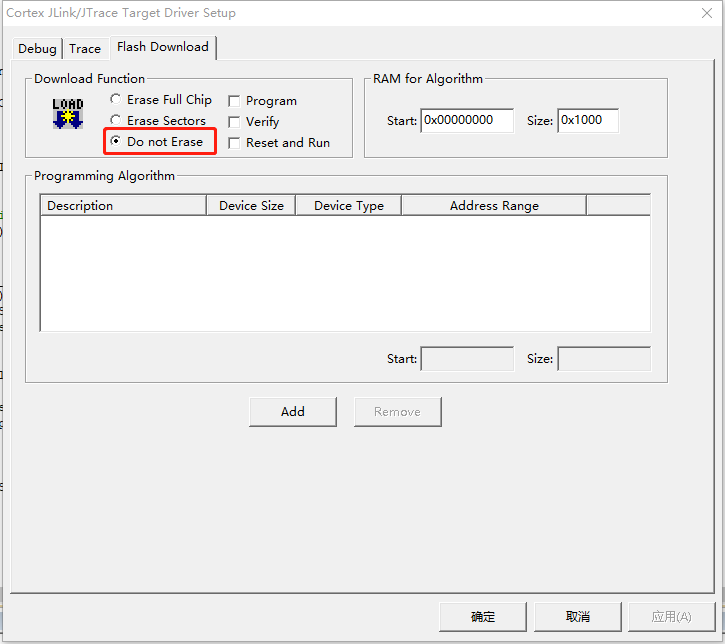 Cortex JLink/JTrace Target Driver Setup
Debug Trace Flash Download
Download Function
LOAD
Erase Full Chip Program
Erase Sectors Verify
Do not Erase Reset and Run
RAM for Algorithm
Start: 0x00000000 Size: 0x1000
Programming Algorithm
Description Device Size Device Type Address Range
Start: Size:
Add Remove
确定 取消 应用(A)